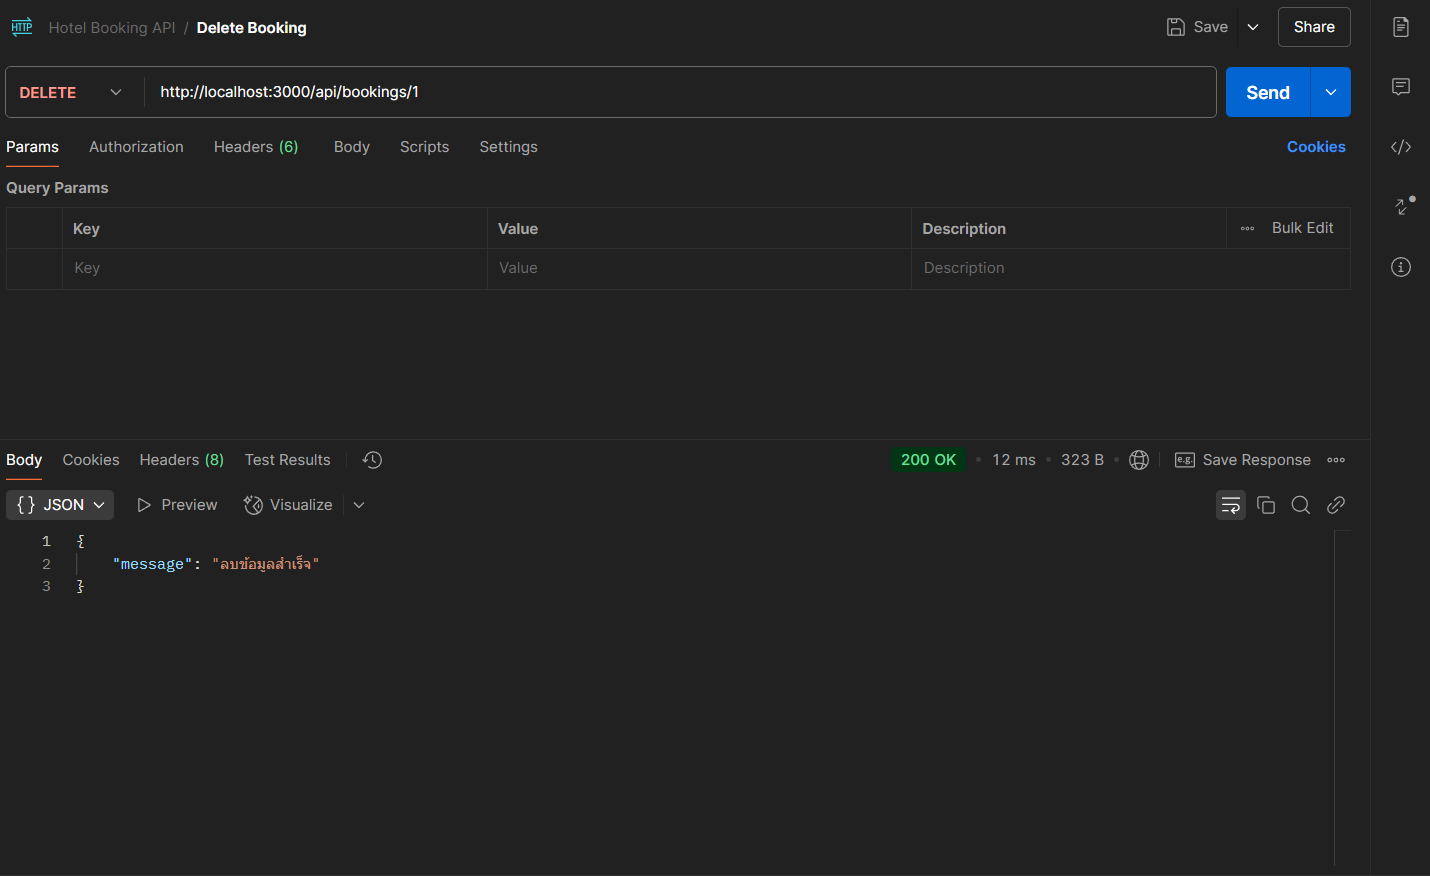 HTTP Hotel Booking API / Delete Booking Save Share
DELETE http://localhost:3000/api/bookings/1 Send
Params Authorization Headers (6) Body Scripts Settings Cookies
Query Params
Key Value Description Bulk Edit
Key Value Description
Body Cookies Headers (8) Test Results 200 OK 12 ms 323 B e.g. Save Response
{} JSON Preview Visualize
1 {
2 "message": "ลบข้อมูลสำเร็จ"
3 }